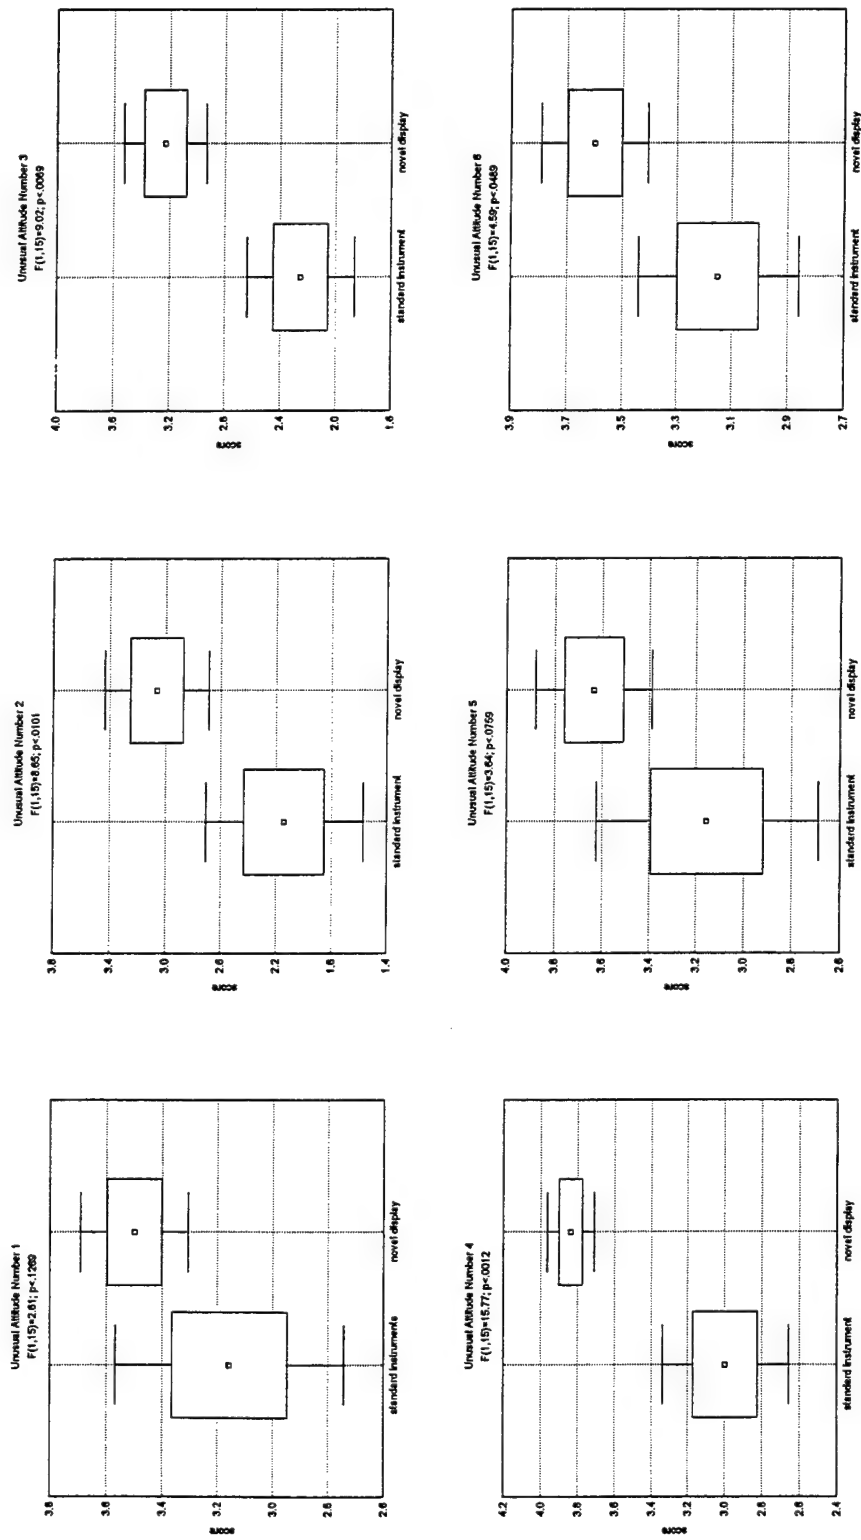 Unusual Attitude Number 1
F(1,15)=2.61; p<.1269
score
3.8
3.6
3.4
3.2
3.0
2.8
2.6
standard instruments
novel display
Unusual Attitude Number 2
F(1,15)=8.65; p<.0101
score
3.8
3.4
3.0
2.6
2.2
1.8
1.4
standard instrument
novel display
Unusual Attitude Number 3
F(1,15)=9.02; p<.0089
score
4.0
3.6
3.2
2.8
2.4
2.0
1.6
standard instrument
novel display
Unusual Attitude Number 4
F(1,15)=15.77; p<.0012
score
4.2
4.0
3.8
3.6
3.4
3.2
3.0
2.8
2.6
2.4
standard instrument
novel display
Unusual Attitude Number 5
F(1,15)=3.64; p<.0759
score
4.0
3.8
3.6
3.4
3.2
3.0
2.8
2.6
standard instrument
novel display
Unusual Attitude Number 6
F(1,15)=4.59; p<.0489
score
3.9
3.7
3.5
3.3
3.1
2.9
2.7
standard instrument
novel display